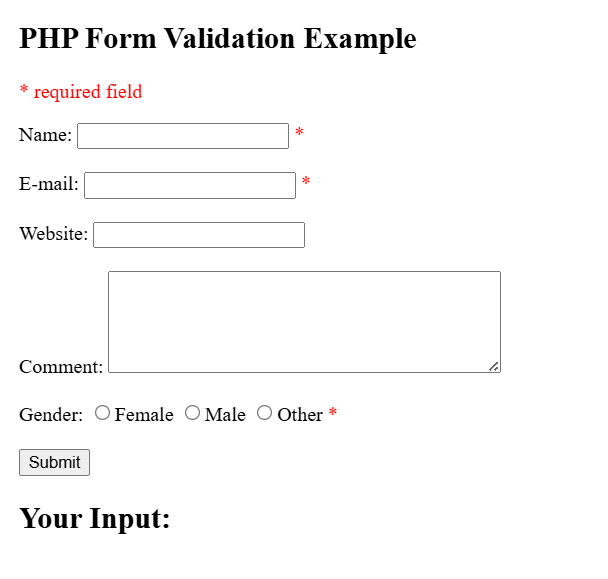 PHP Form Validation Example
* required field
Name: *
E-mail: *
Website:
Comment:
Gender: Female Male Other *
Submit
Your Input: